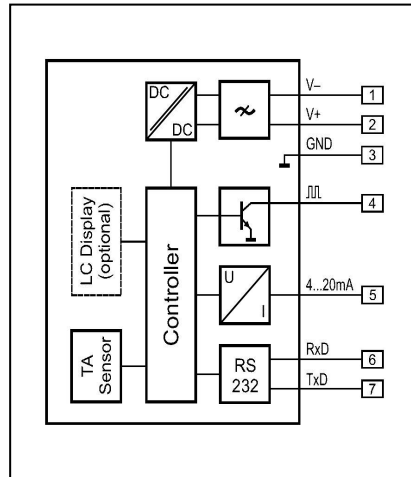 DC
DC
V–
1
V+
2
GND
3
4
LC Display
(optional)
Controller
U
I
4...20mA
5
TA
Sensor
RS
232
RxD
6
TxD
7